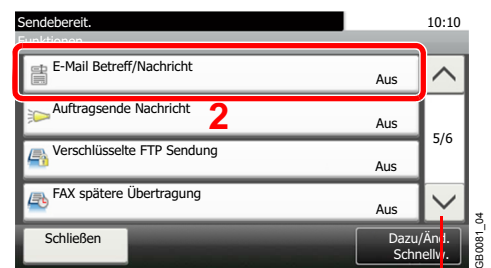 Sendebereit. 10:10
Funktionen
E-Mail Betreff/Nachricht Aus
Auftragsende Nachricht Aus
2
Verschlüsselte FTP Sendung Aus
5/6
FAX spätere Übertragung Aus
Schließen
Dazu/Änd.
Schnellw.
GB0081_04